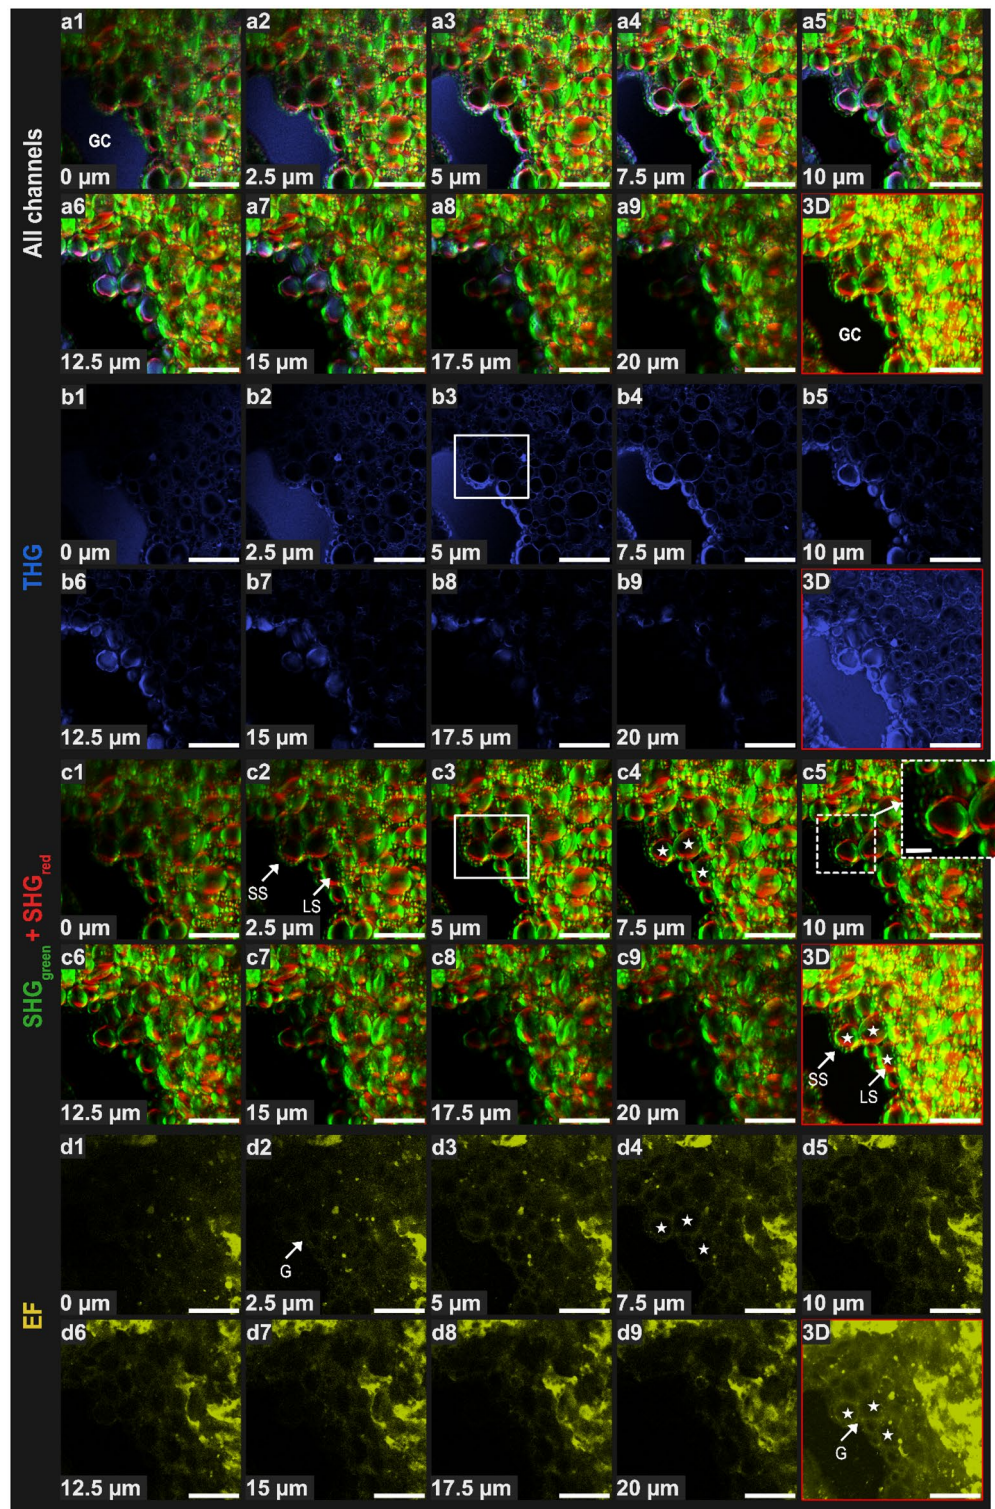 All channels
a1
a2
a3
a4
a5
GC
0 µm
2.5 µm
5 µm
7.5 µm
10 µm
a6
a7
a8
a9
3D
GC
12.5 µm
15 µm
17.5 µm
20 µm
THG
b1
b2
b3
b4
b5
0 µm
2.5 µm
5 µm
7.5 µm
10 µm
b6
b7
b8
b9
3D
12.5 µm
15 µm
17.5 µm
20 µm
SHGgreen + SHGred
c1
c2
c3
c4
c5
SS
LS
0 µm
2.5 µm
5 µm
7.5 µm
10 µm
c6
c7
c8
c9
3D
SS
LS
12.5 µm
15 µm
17.5 µm
20 µm
EF
d1
d2
d3
d4
d5
G
0 µm
2.5 µm
5 µm
7.5 µm
10 µm
d6
d7
d8
d9
3D
G
12.5 µm
15 µm
17.5 µm
20 µm